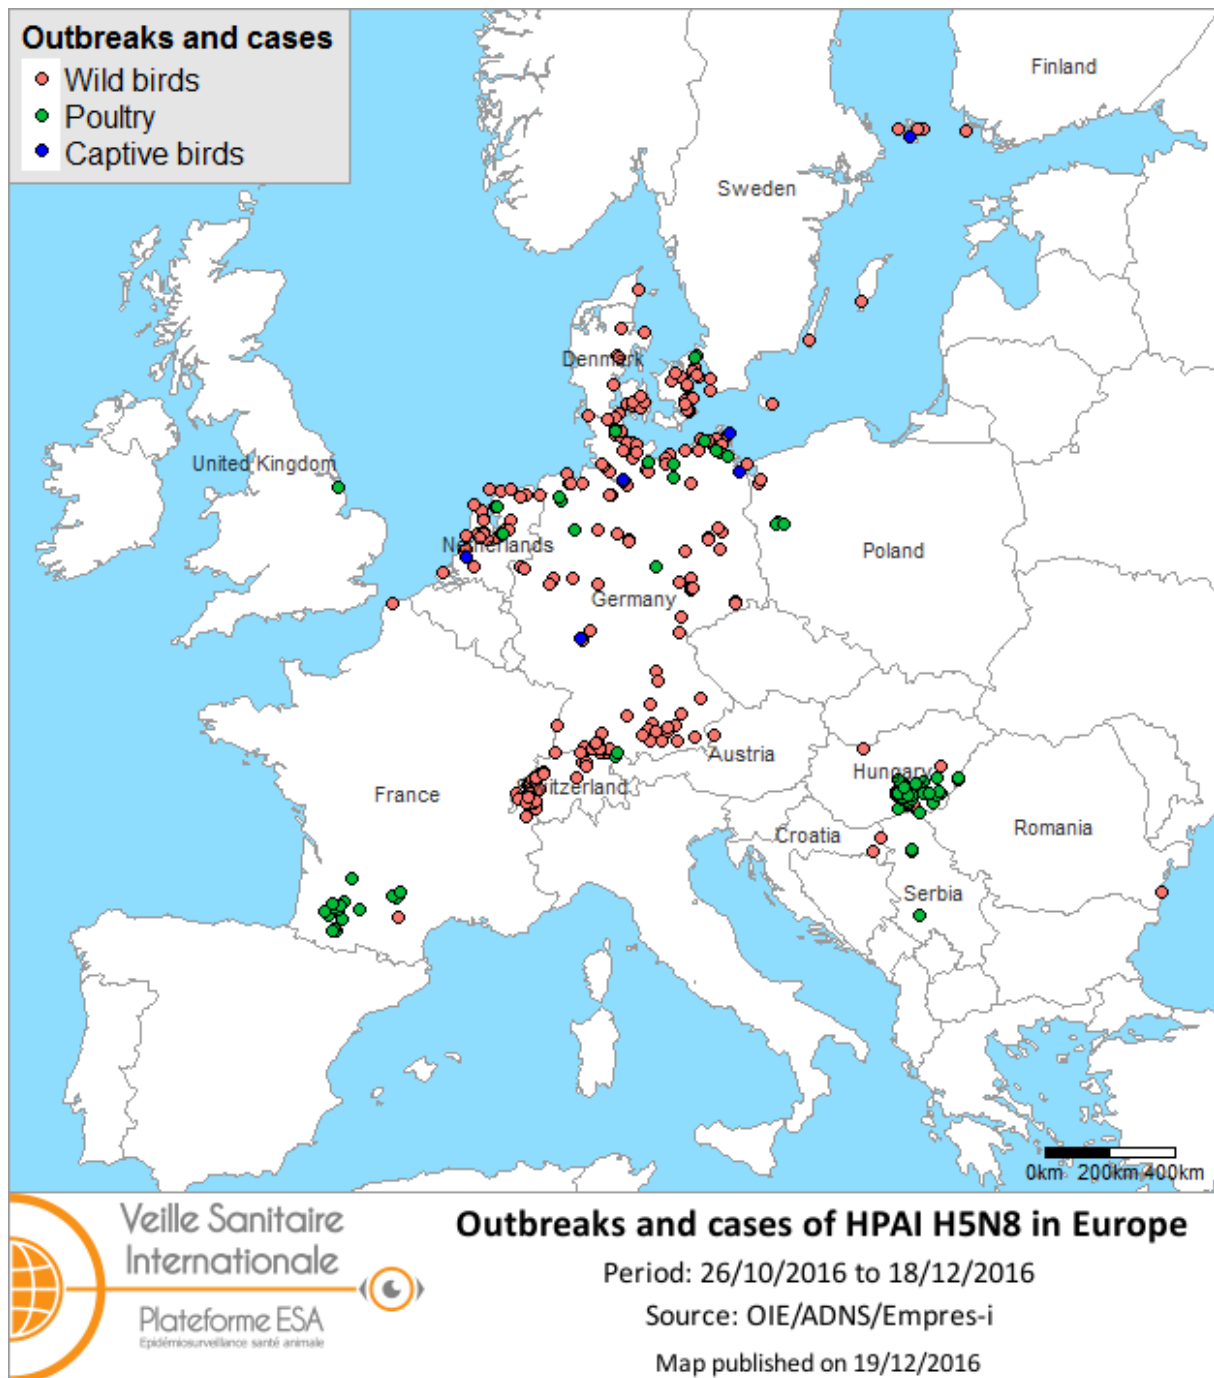 Outbreaks and cases
Wild birds
Poultry
Captive birds
Finland
Sweden
Denmark
United Kingdom
Netherlands
Poland
Germany
Austria
Hungary
Switzerland
France
Croatia
Romania
Serbia
0km 200km 400km
Veille Sanitaire
Internationale
Plateforme ESA
Epidémiosurveillance santé animale
Outbreaks and cases of HPAI H5N8 in Europe
Period: 26/10/2016 to 18/12/2016
Source: OIE/ADNS/Empres-i
Map published on 19/12/2016